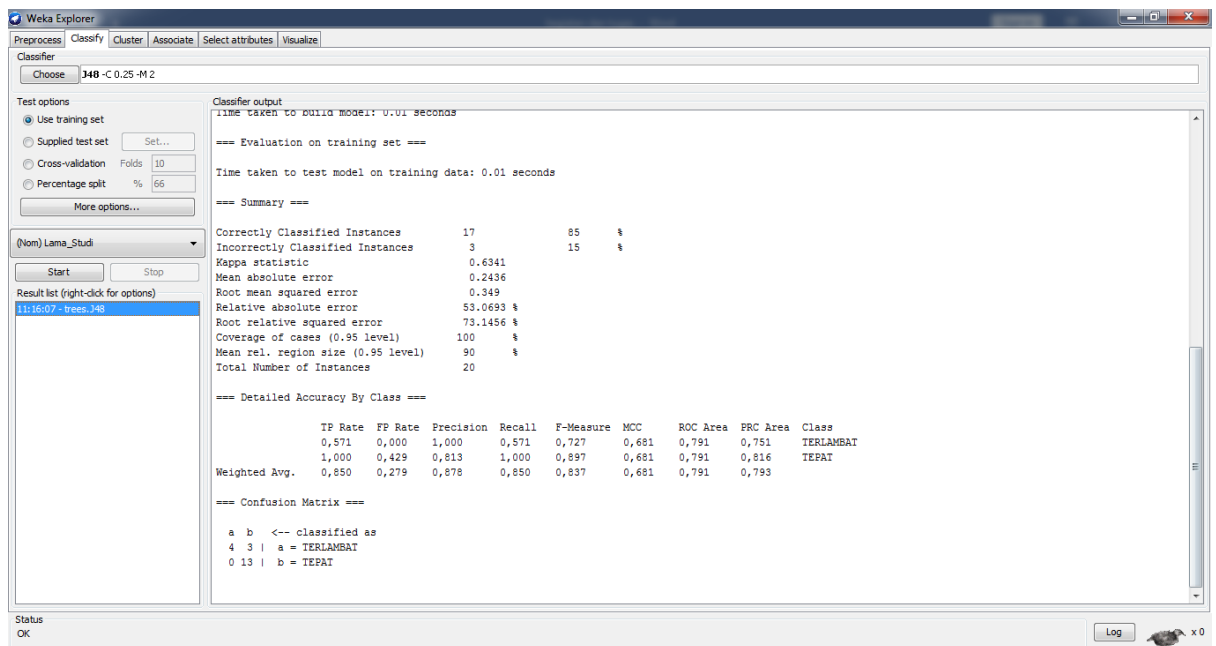 Weka Explorer
Preprocess Classify Cluster Associate Select attributes Visualize
Classifier
Choose J48 -C 0.25 -M 2
Test options
Use training set
Supplied test set Set...
Cross-validation Folds 10
Percentage split % 66
More options...
(Nom) Lama_Studi
Start Stop
Result list (right-click for options)
11:16:07 - trees.J48
Classifier output
Time taken to build model: 0.01 seconds
=== Evaluation on training set ===
Time taken to test model on training data: 0.01 seconds
=== Summary ===
Correctly Classified Instances 17 85 %
Incorrectly Classified Instances 3 15 %
Kappa statistic 0.6341
Mean absolute error 0.2436
Root mean squared error 0.349
Relative absolute error 53.0693 %
Root relative squared error 73.1456 %
Coverage of cases (0.95 level) 100 %
Mean rel. region size (0.95 level) 90 %
Total Number of Instances 20
=== Detailed Accuracy By Class ===
TP Rate FP Rate Precision Recall F-Measure MCC ROC Area PRC Area Class
0,571 0,000 1,000 0,571 0,727 0,681 0,791 0,751 TERLAMBAT
1,000 0,429 0,813 1,000 0,897 0,681 0,791 0,816 TEPAT
Weighted Avg. 0,850 0,279 0,878 0,850 0,837 0,681 0,791 0,793
=== Confusion Matrix ===
a b <-- classified as
4 3 | a = TERLAMBAT
0 13 | b = TEPAT
Status
OK
Log x 0